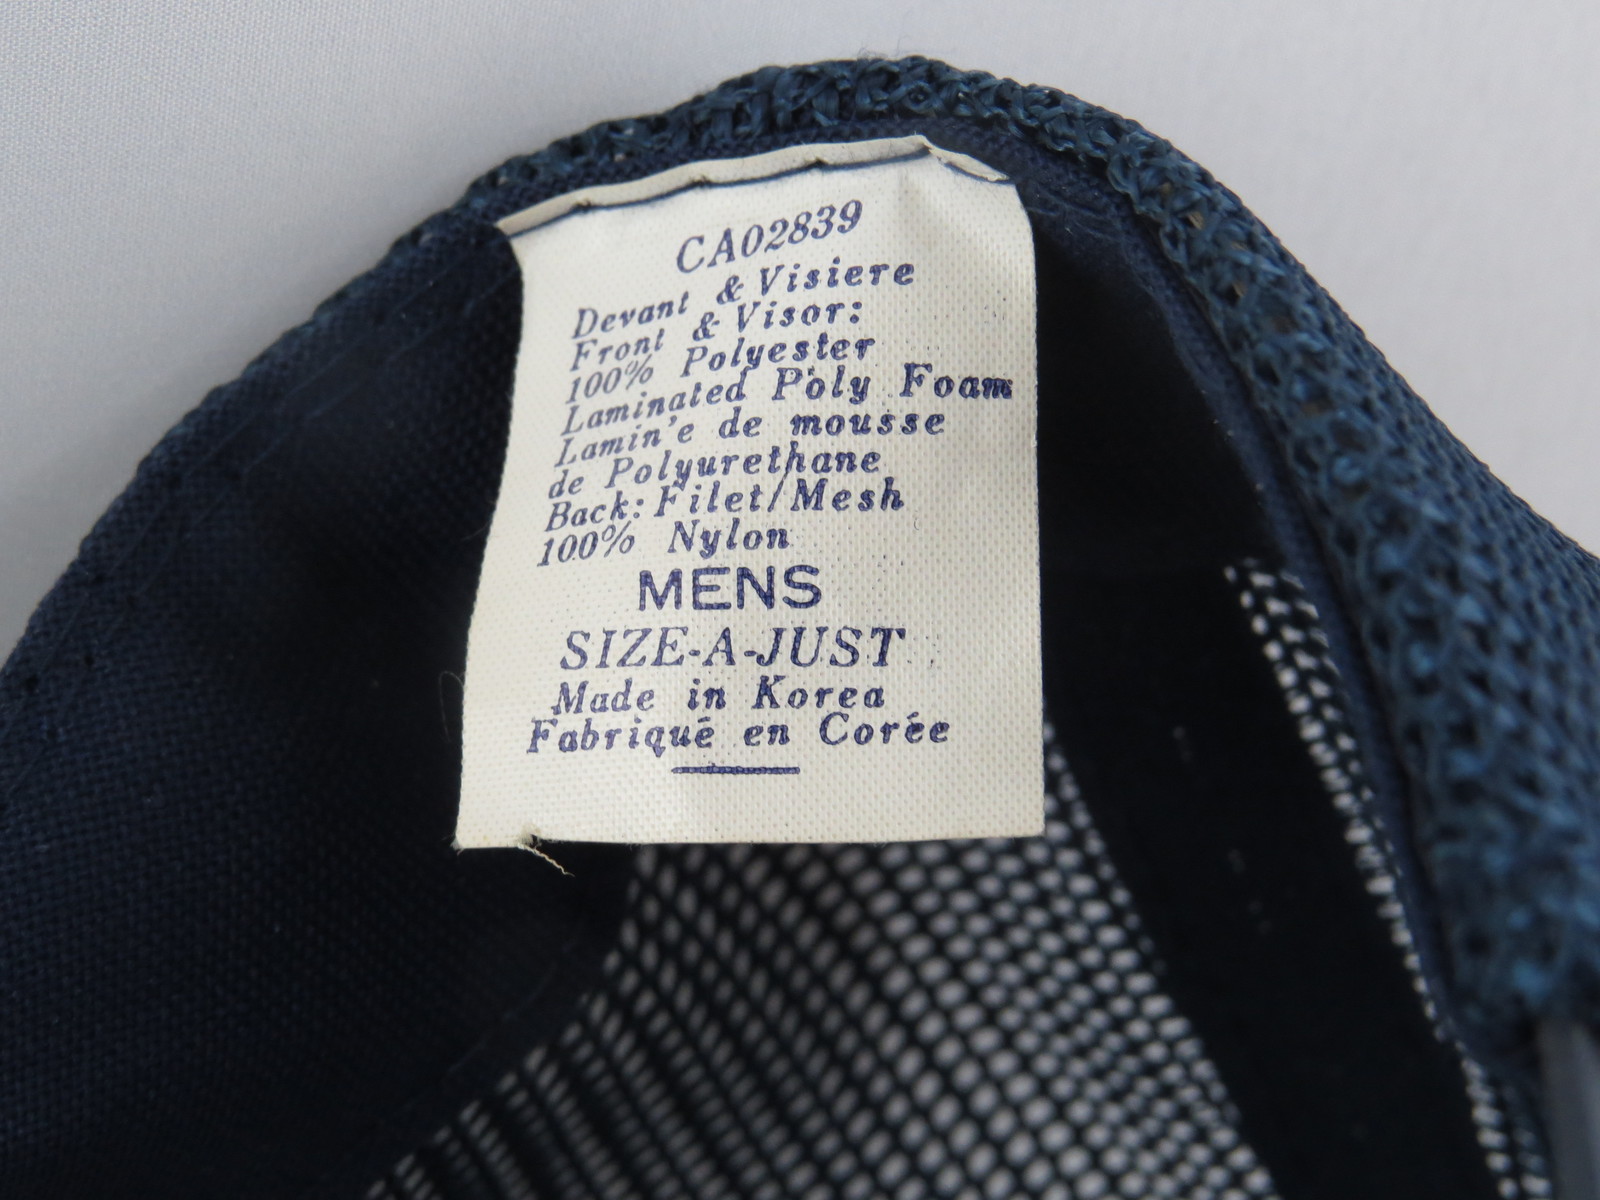 CA02839
Devant & Visiere
Front & Visor:
100% Polyester
Laminated Poly Foam
Lamin'e de mousse
de Polyurethane
Back: Filet/Mesh
100% Nylon
MENS
SIZE-A-JUST
Made in Korea
Fabriqué en Corée